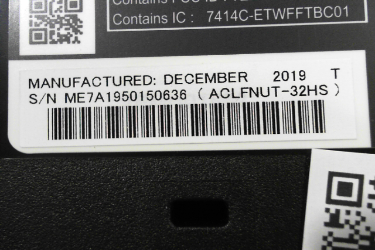 Contains IC : 7414C-ETWFFTBC01
MANUFACTURED: DECEMBER 2019 T
S/N ME7A1950150636 ( ACLFNUT-32HS )